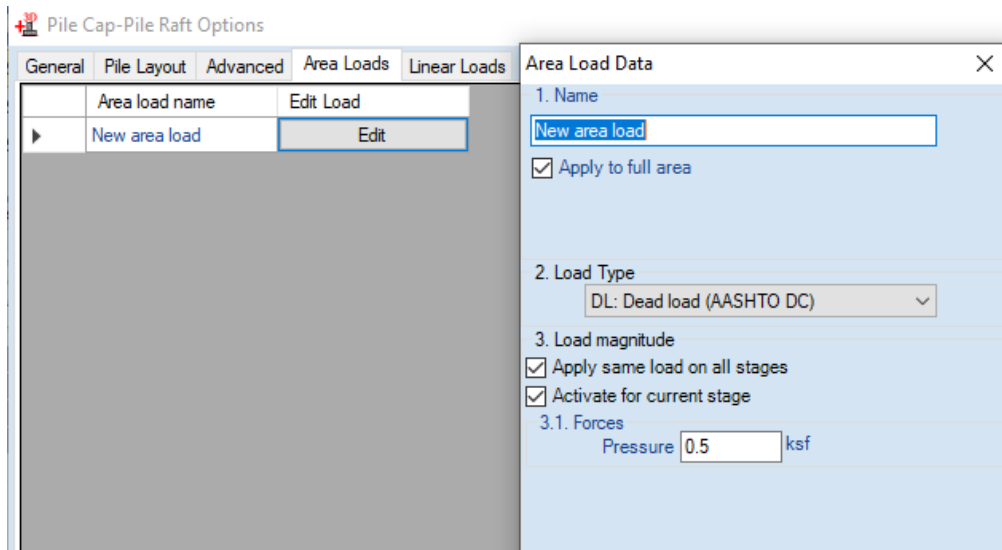 Pile Cap-Pile Raft Options
General Pile Layout Advanced Area Loads Linear Loads
Area load name Edit Load
New area load Edit
Area Load Data
1. Name
New area load
Apply to full area
2. Load Type
DL: Dead load (AASHTO DC)
3. Load magnitude
Apply same load on all stages
Activate for current stage
3.1. Forces
Pressure 0.5 ksf